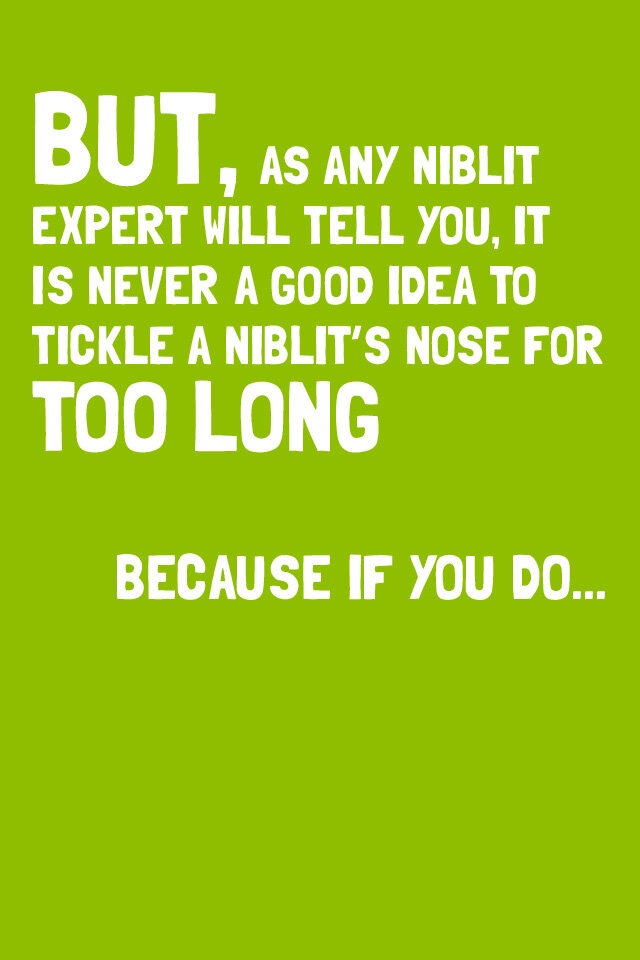 BUT, AS ANY NIBLIT
EXPERT WILL TELL YOU, IT
IS NEVER A GOOD IDEA TO
TICKLE A NIBLIT'S NOSE FOR
TOO LONG
BECAUSE IF YOU DO...